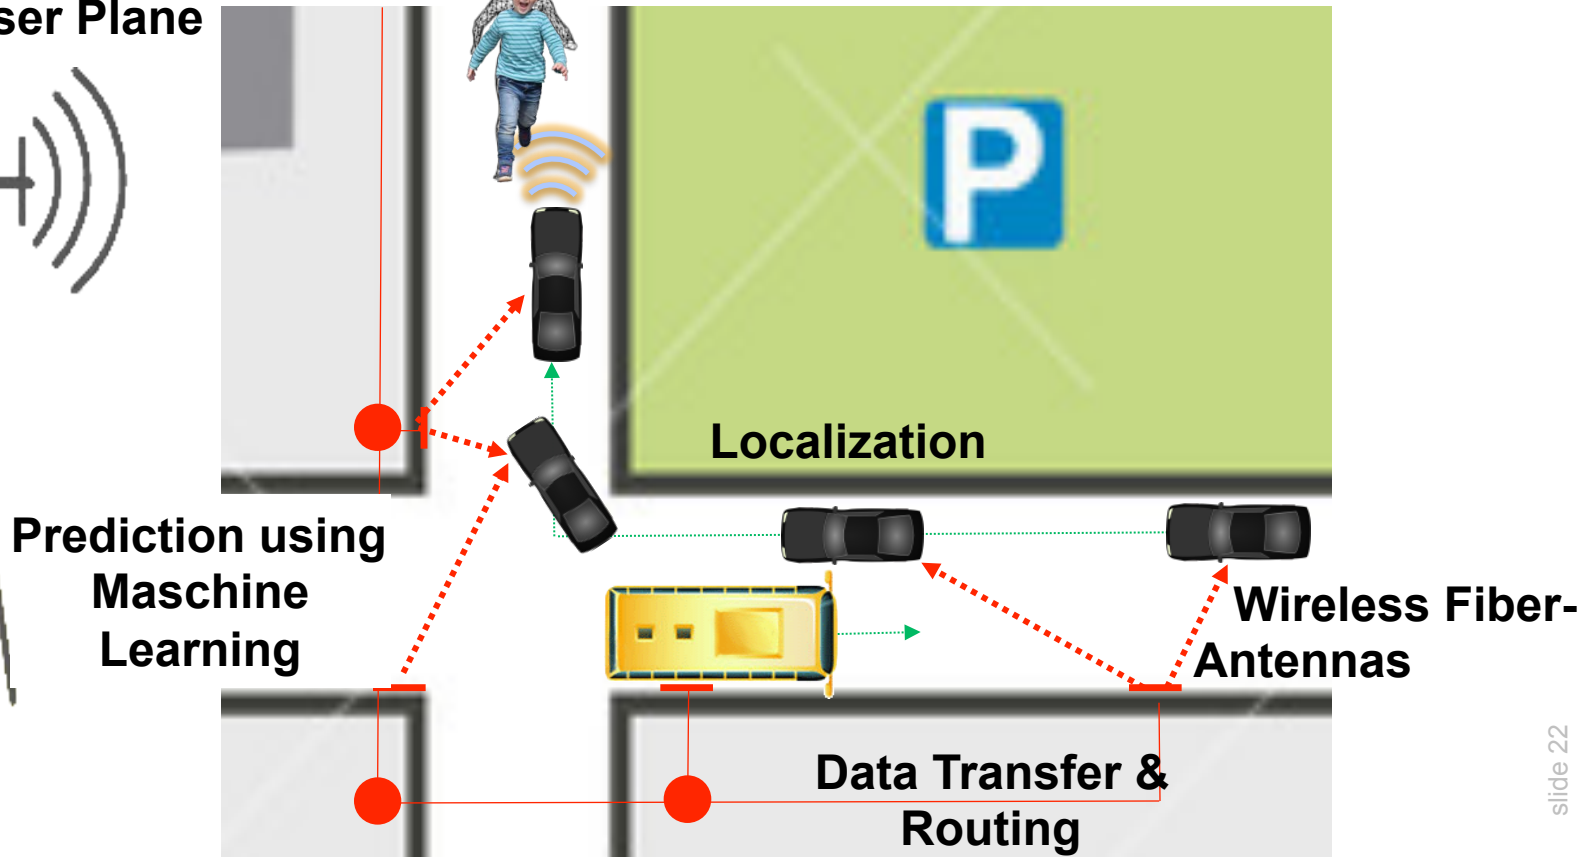 ser Plane
P
Localization
Prediction using
Maschine
Learning
Wireless Fiber-
Antennas
Data Transfer &
Routing
slide 22